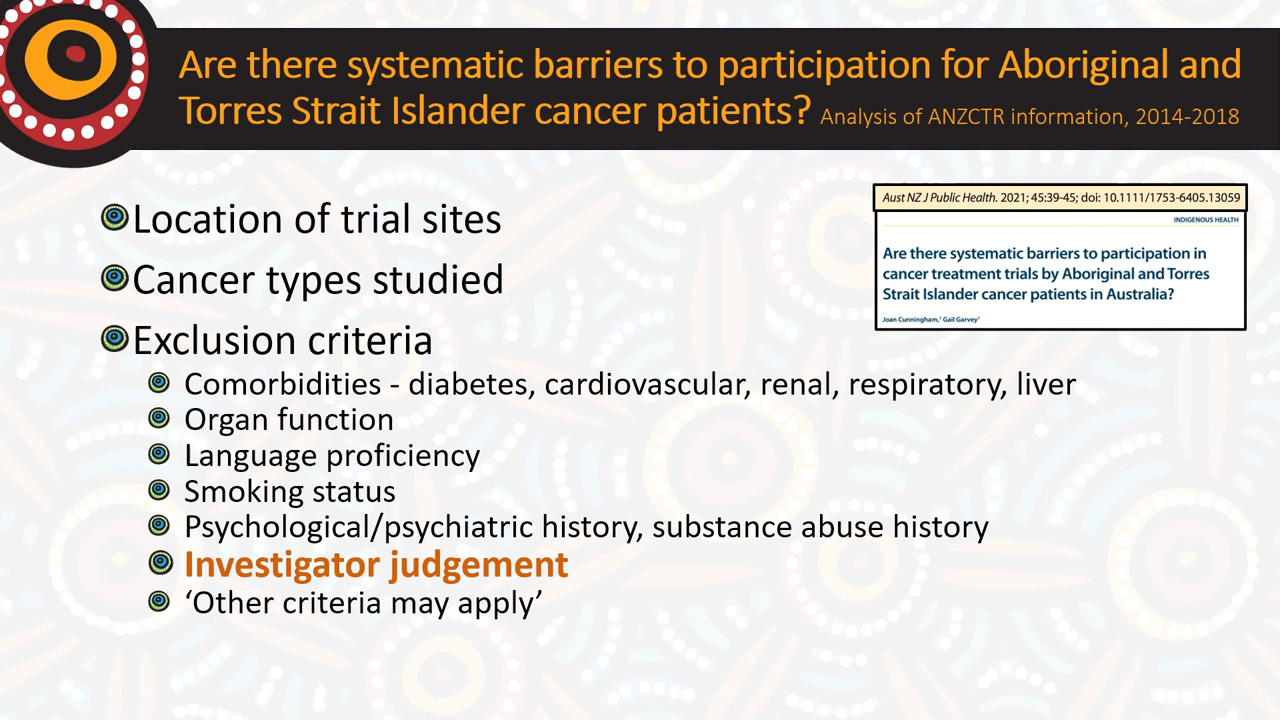 Are there systematic barriers to participation for Aboriginal and
Torres Strait Islander cancer patients? Analysis of ANZCTR information, 2014-2018
Location of trial sites
Cancer types studied
Exclusion criteria
Comorbidities - diabetes, cardiovascular, renal, respiratory, liver
Organ function
Language proficiency
Smoking status
Psychological/psychiatric history, substance abuse history
Investigator judgement
‘Other criteria may apply’
Aust NZ J Public Health. 2021; 45:39-45; doi: 10.1111/1753-6405.13059
INDIGENOUS HEALTH
Are there systematic barriers to participation in
cancer treatment trials by Aboriginal and Torres
Strait Islander cancer patients in Australia?
Joan Cunningham,¹ Gail Garvey¹